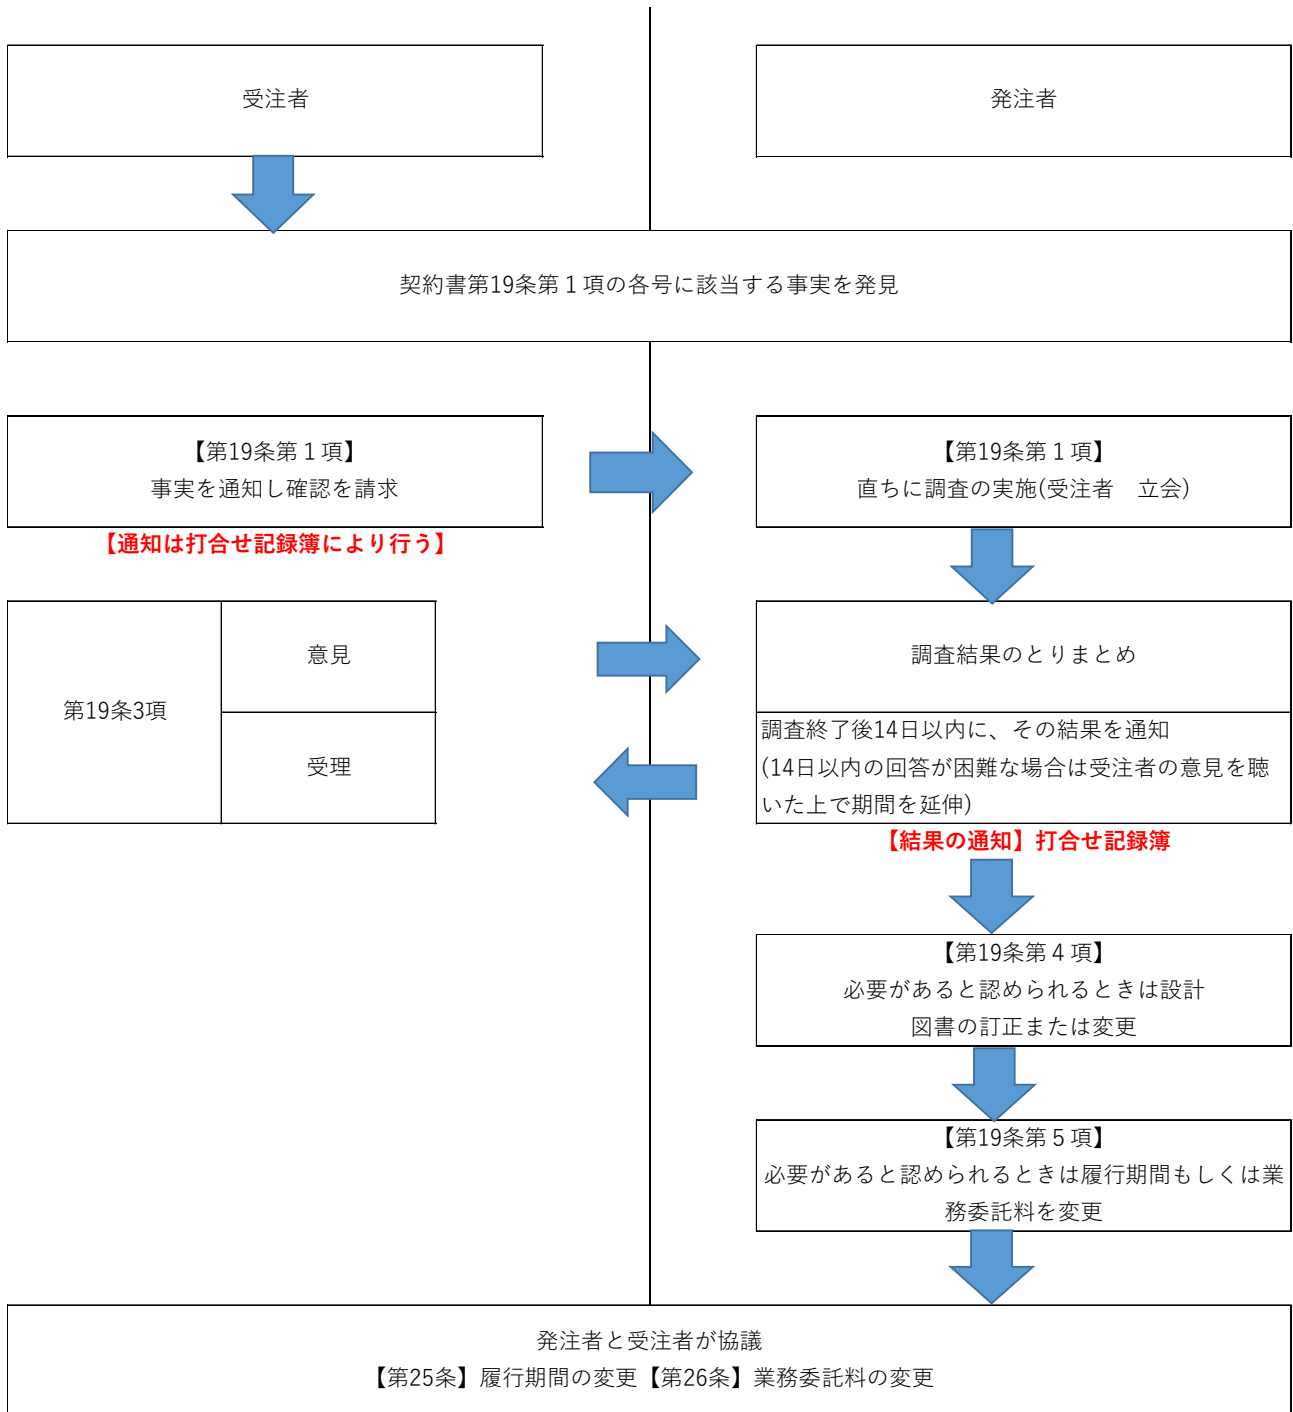 受注者
発注者
契約書第19条第１項の各号に該当する事実を発見
【第19条第１項】
事実を通知し確認を請求
【通知は打合せ記録簿により行う】
【第19条第１項】
直ちに調査の実施(受注者　立会)
第19条3項
意見
受理
調査結果のとりまとめ
調査終了後14日以内に、その結果を通知
(14日以内の回答が困難な場合は受注者の意見を聴
いた上で期間を延伸)
【結果の通知】打合せ記録簿
【第19条第４項】
必要があると認められるときは設計
図書の訂正または変更
【第19条第５項】
必要があると認められるときは履行期間もしくは業
務委託料を変更
発注者と受注者が協議
【第25条】履行期間の変更【第26条】業務委託料の変更